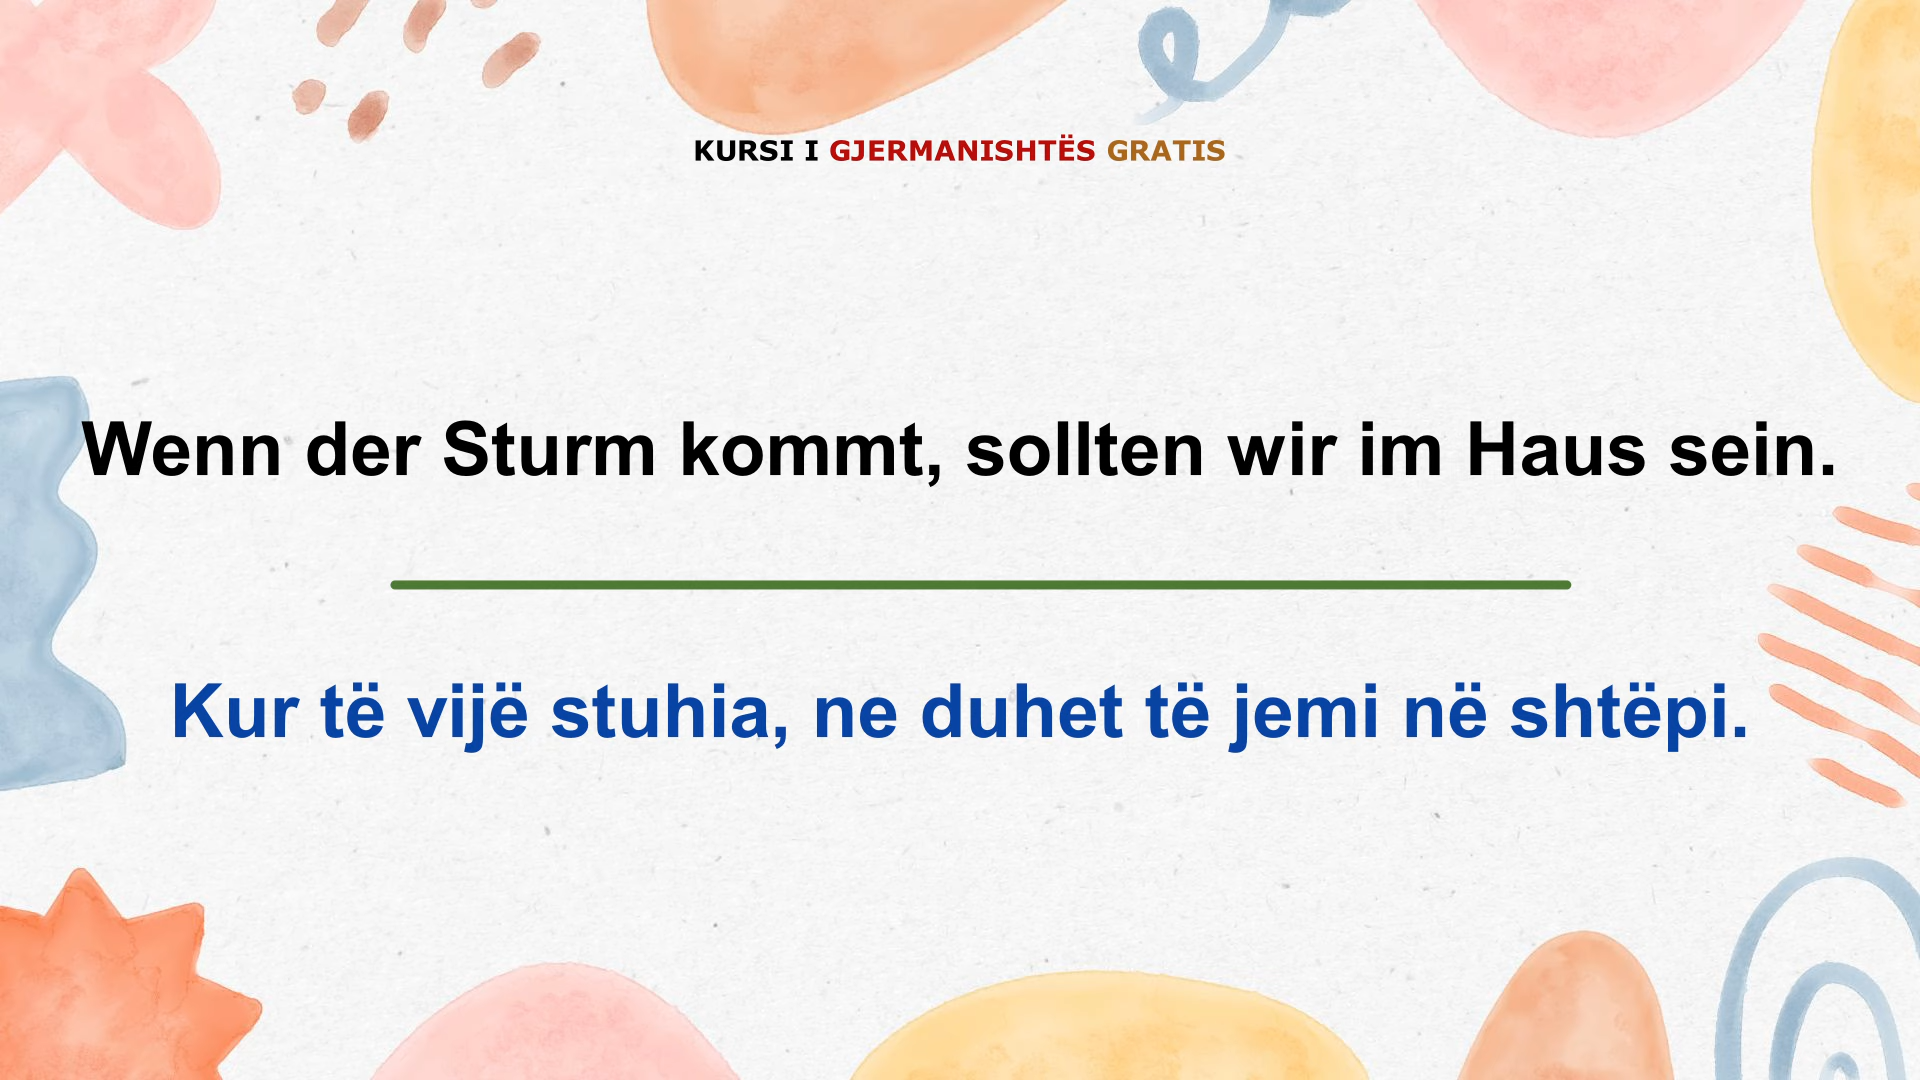 KURSI I GJERMANISHTËS GRATIS
Wenn der Sturm kommt, sollten wir im Haus sein.
Kur të vijë stuhia, ne duhet të jemi në shtëpi.